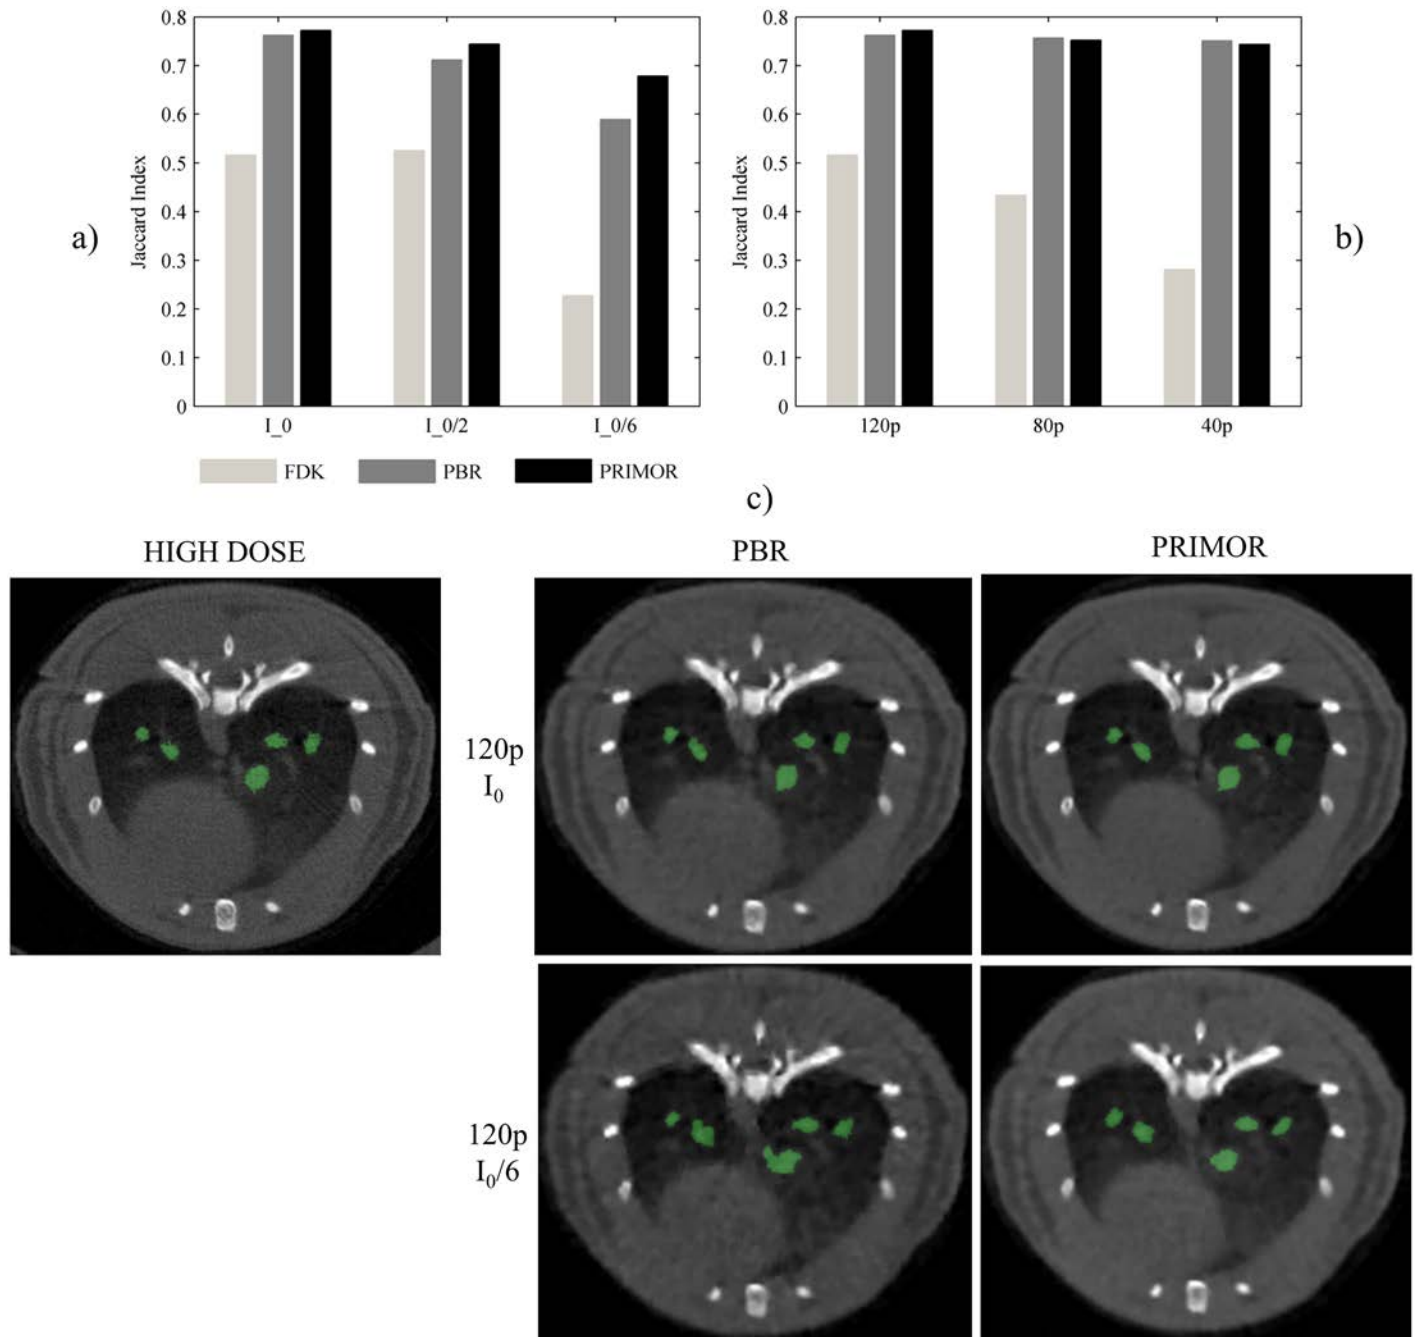 0.8
0.7
0.6
0.5
0.4
0.3
0.2
0.1
0
Jaccard Index
a)
I_0 I_0/2 I_0/6
0.8
0.7
0.6
0.5
0.4
0.3
0.2
0.1
0
Jaccard Index
b)
120p 80p 40p
FDK PBR PRIMOR
c)
HIGH DOSE PBR PRIMOR
120p
I₀
120p
I₀/6